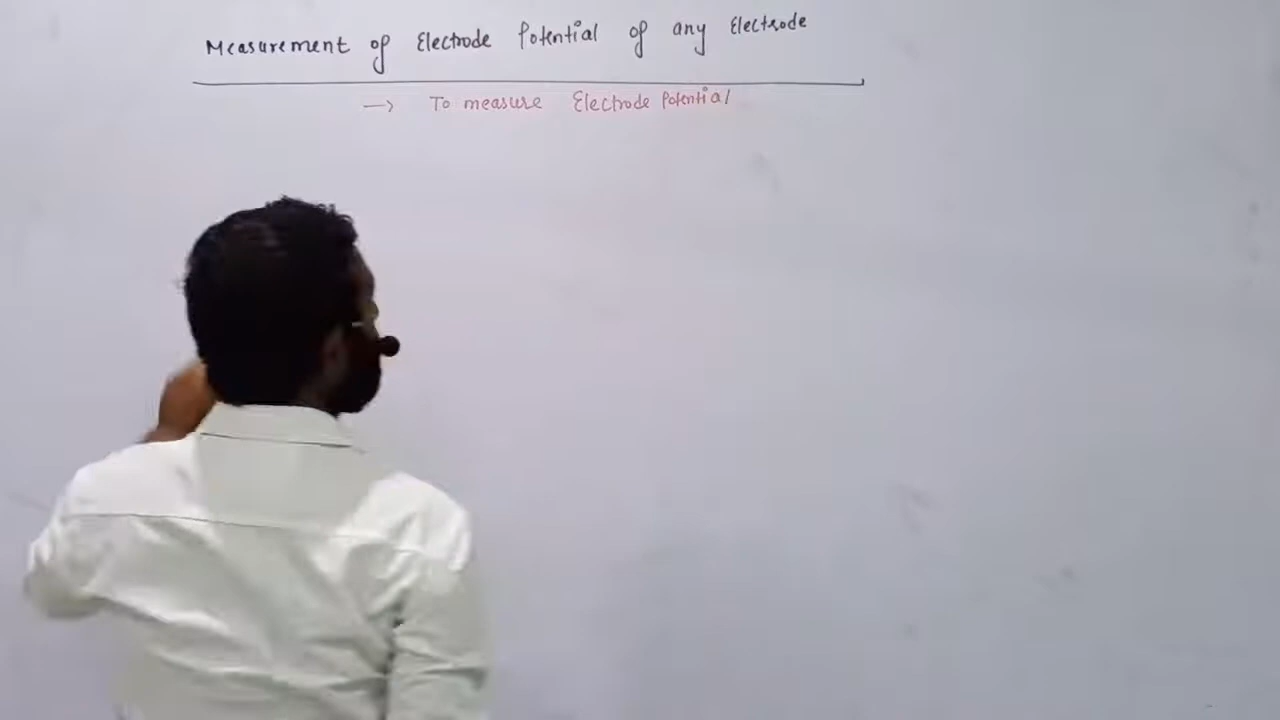 Measurement of Electrode Potential of any Electrode
→ To measure Electrode Potential